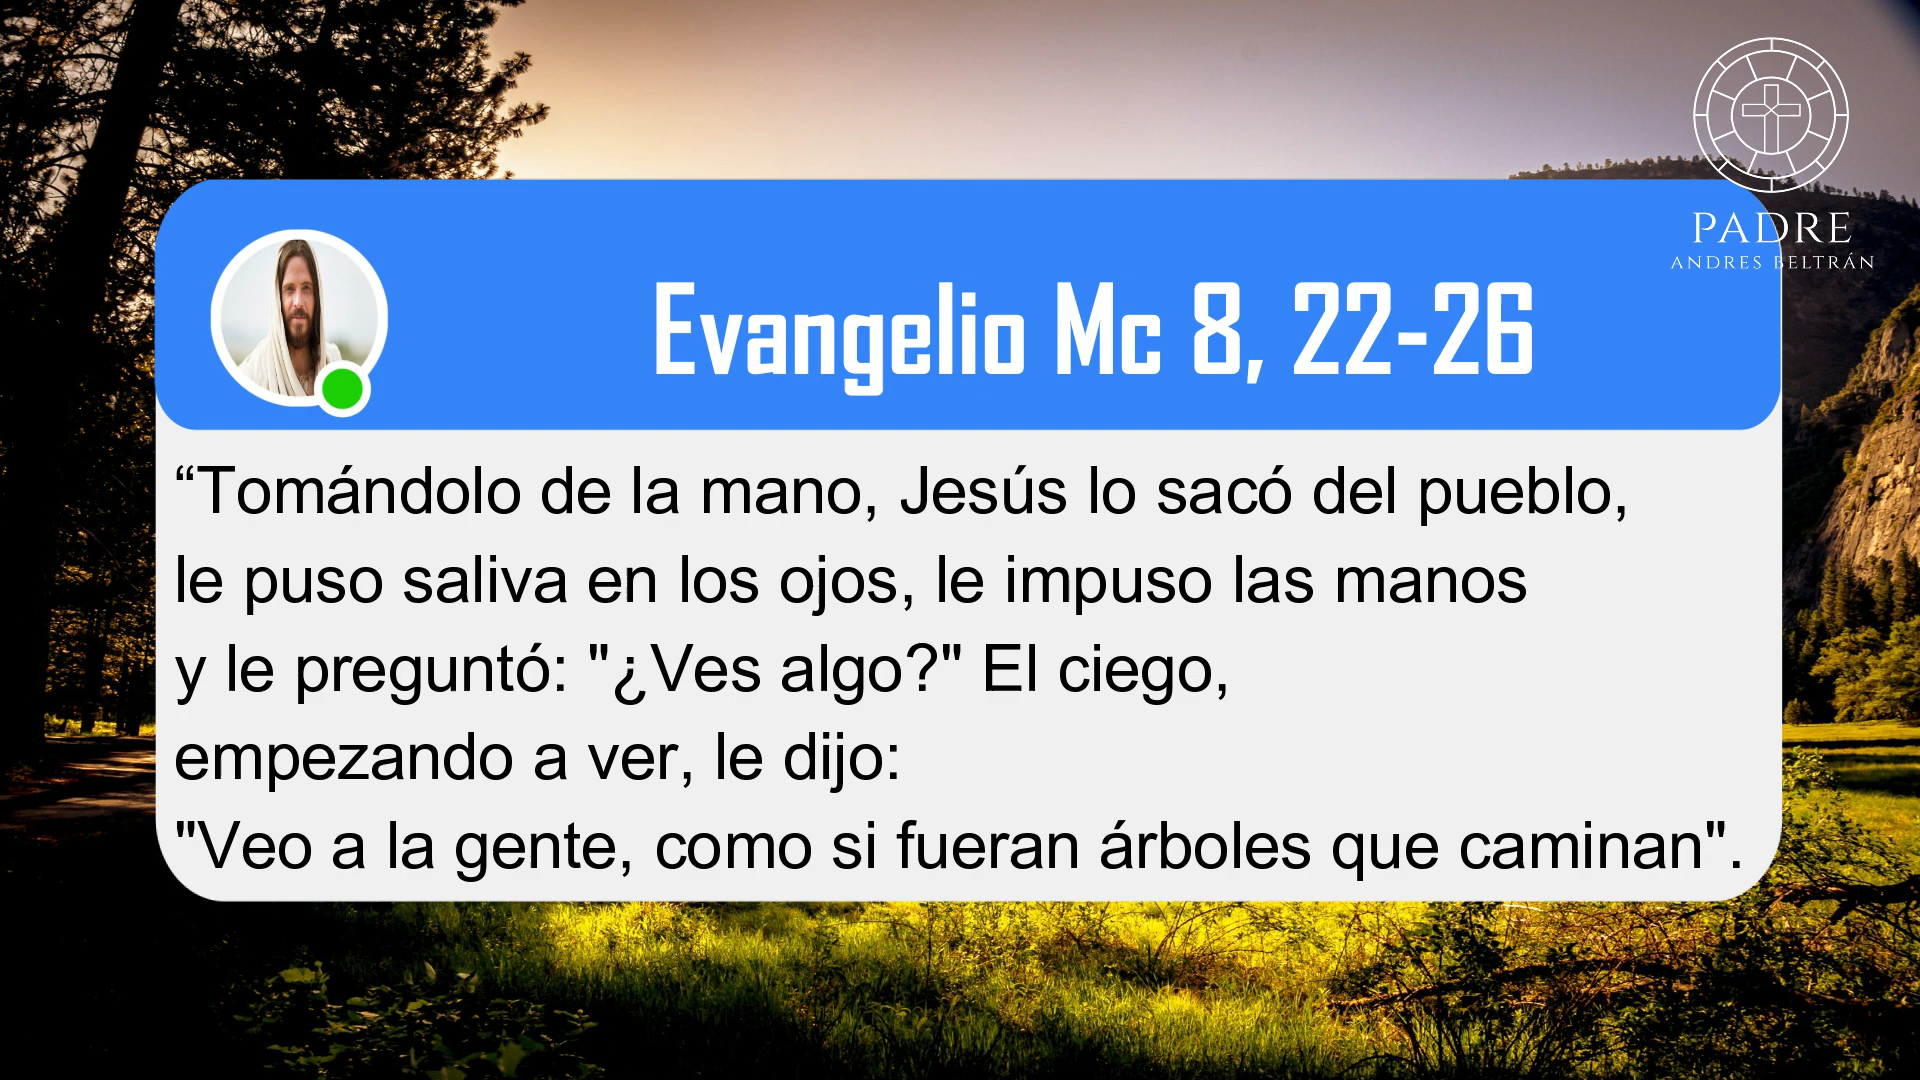 PADRE
ANDRES BELTRÁN
Evangelio Mc 8, 22-26
“Tomándolo de la mano, Jesús lo sacó del pueblo,
le puso saliva en los ojos, le impuso las manos
y le preguntó: "¿Ves algo?" El ciego,
empezando a ver, le dijo:
"Veo a la gente, como si fueran árboles que caminan".